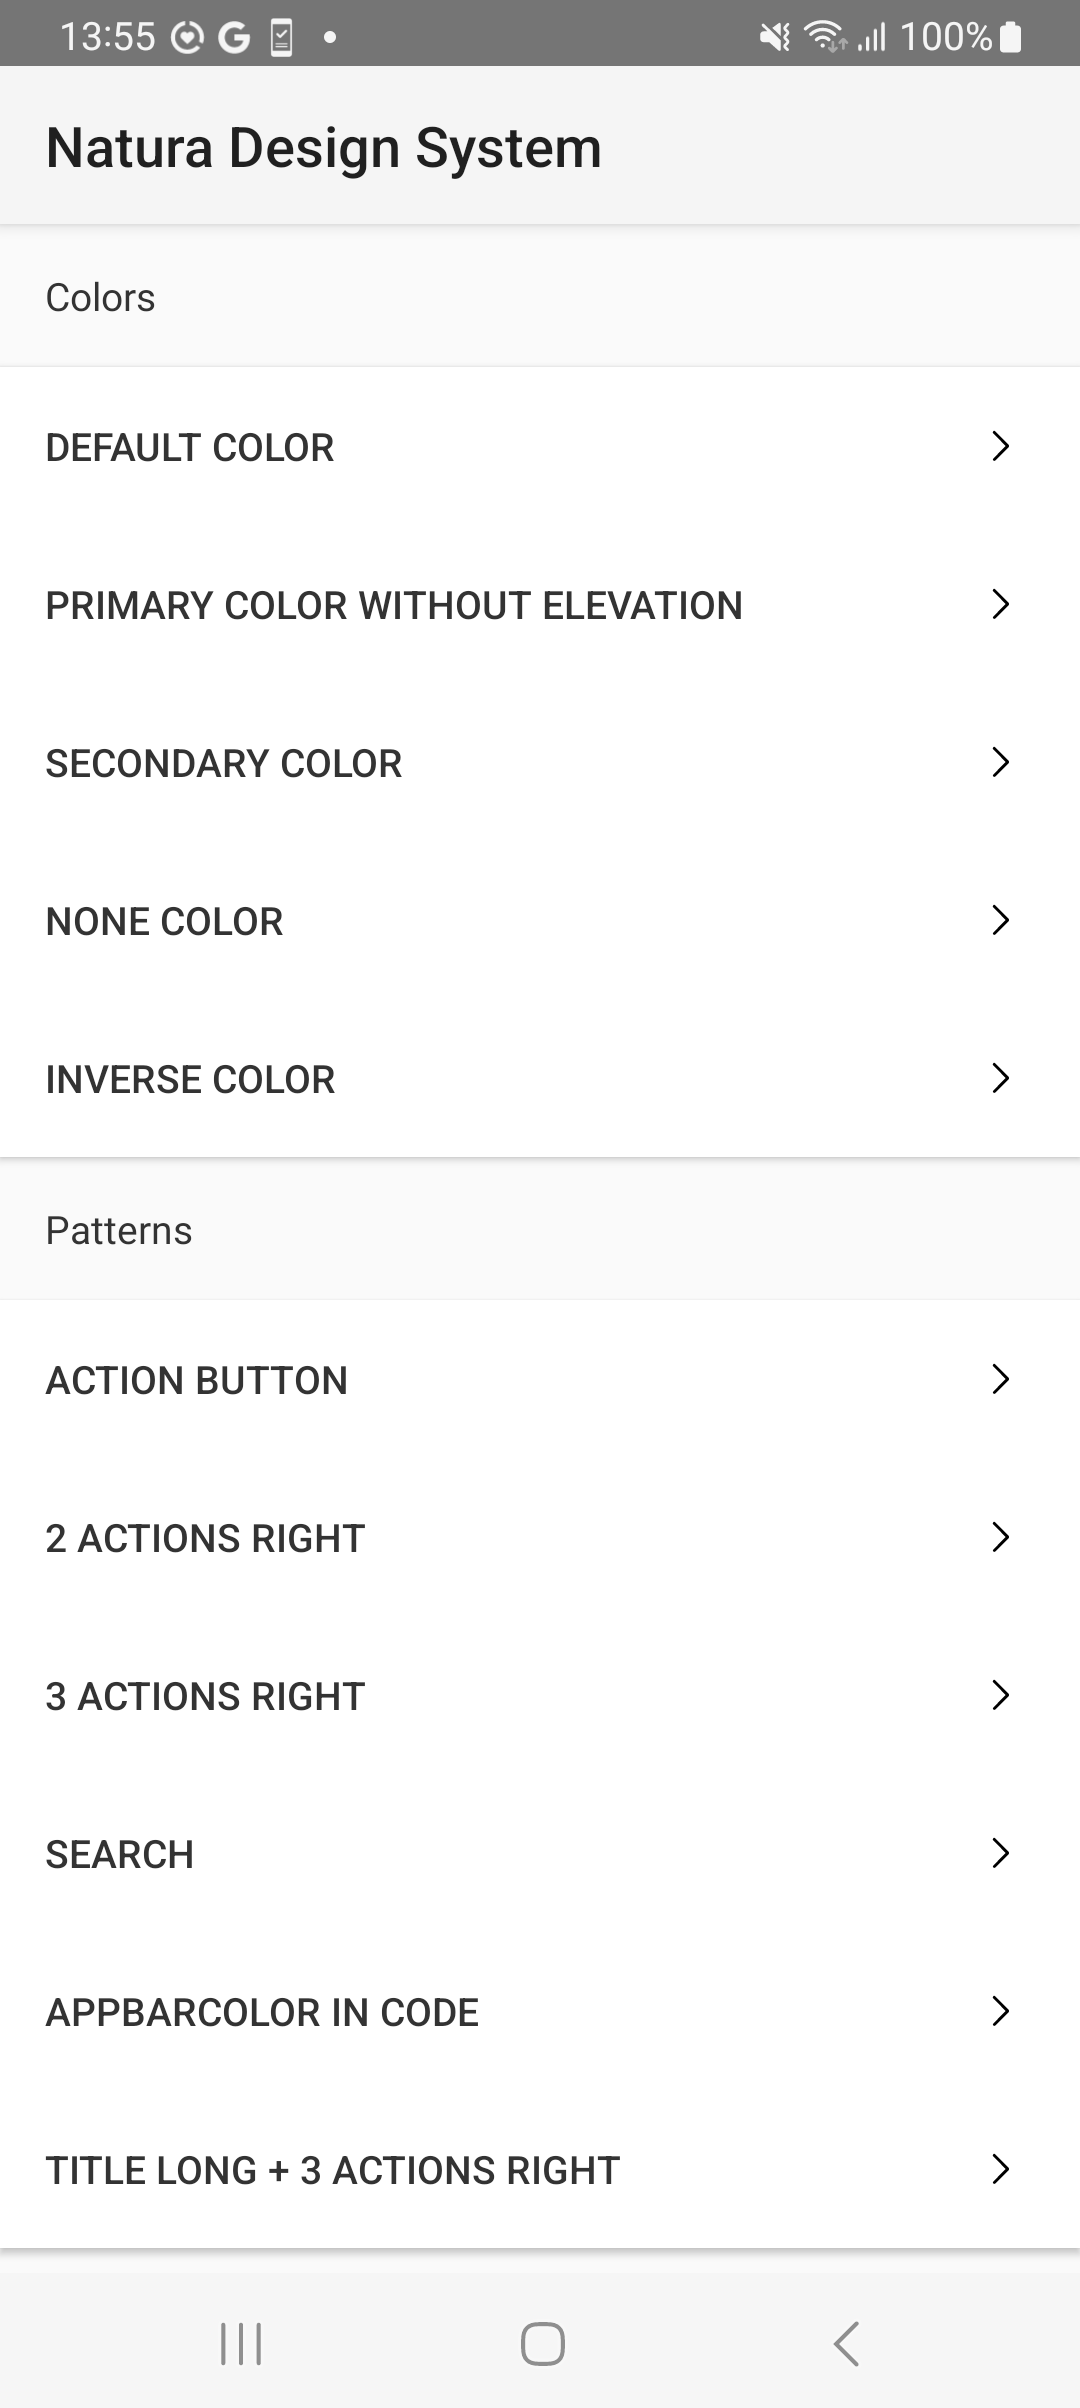 13:55 100%
Natura Design System
Colors
DEFAULT COLOR
PRIMARY COLOR WITHOUT ELEVATION
SECONDARY COLOR
NONE COLOR
INVERSE COLOR
Patterns
ACTION BUTTON
2 ACTIONS RIGHT
3 ACTIONS RIGHT
SEARCH
APPBARCOLOR IN CODE
TITLE LONG + 3 ACTIONS RIGHT